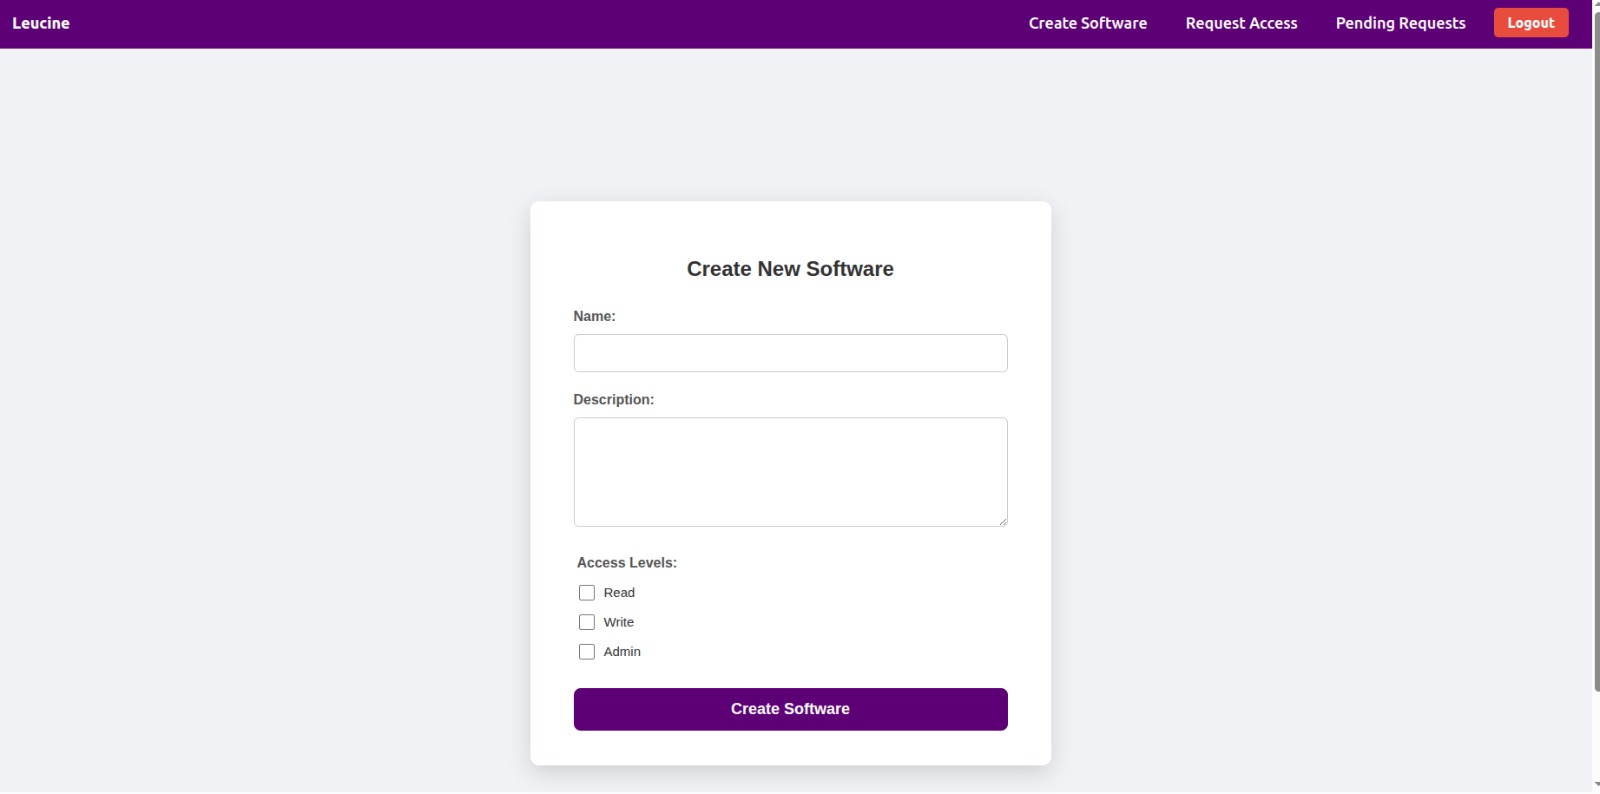 Leucine
Create Software
Request Access
Pending Requests
Logout
Create New Software
Name:
Description:
Access Levels:
Read
Write
Admin
Create Software